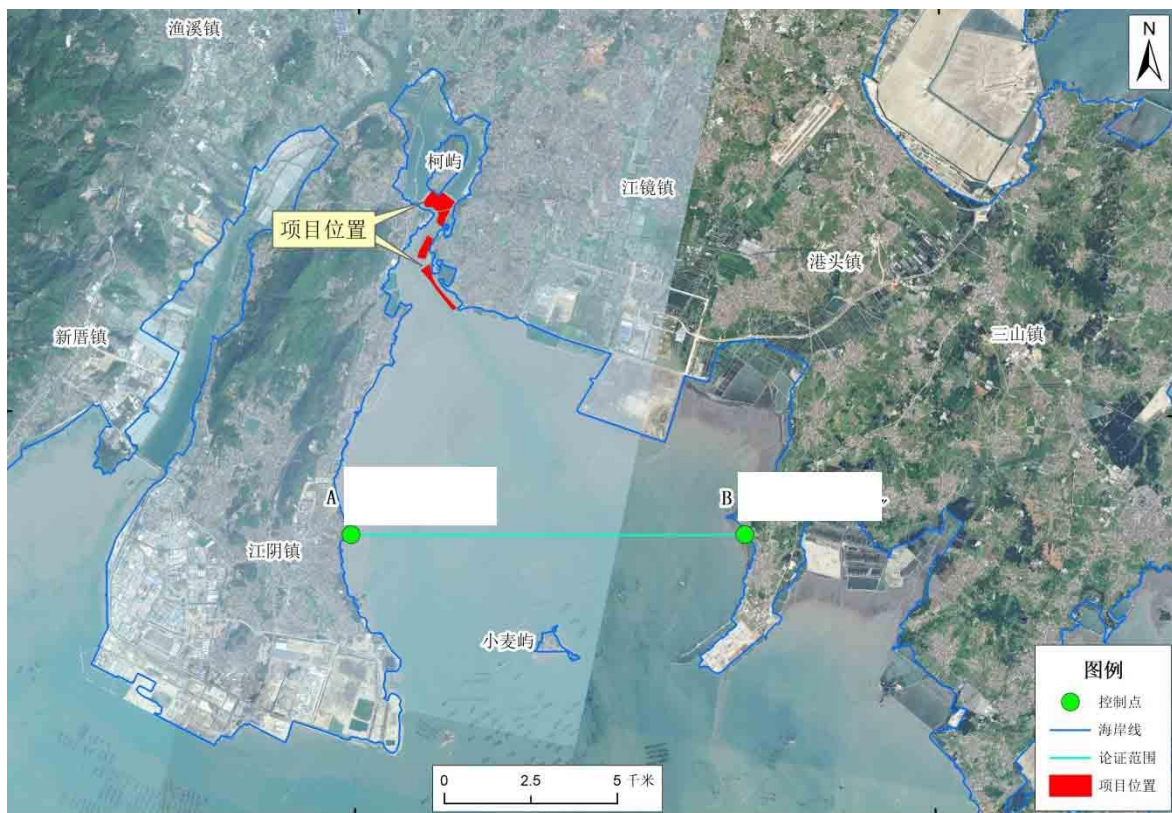 渔溪镇
N
柯屿
江镜镇
项目位置
港头镇
新厝镇
三山镇
A
B
江阴镇
小麦屿
图例
控制点
海岸线
论证范围
项目位置
0 2.5 5 千米